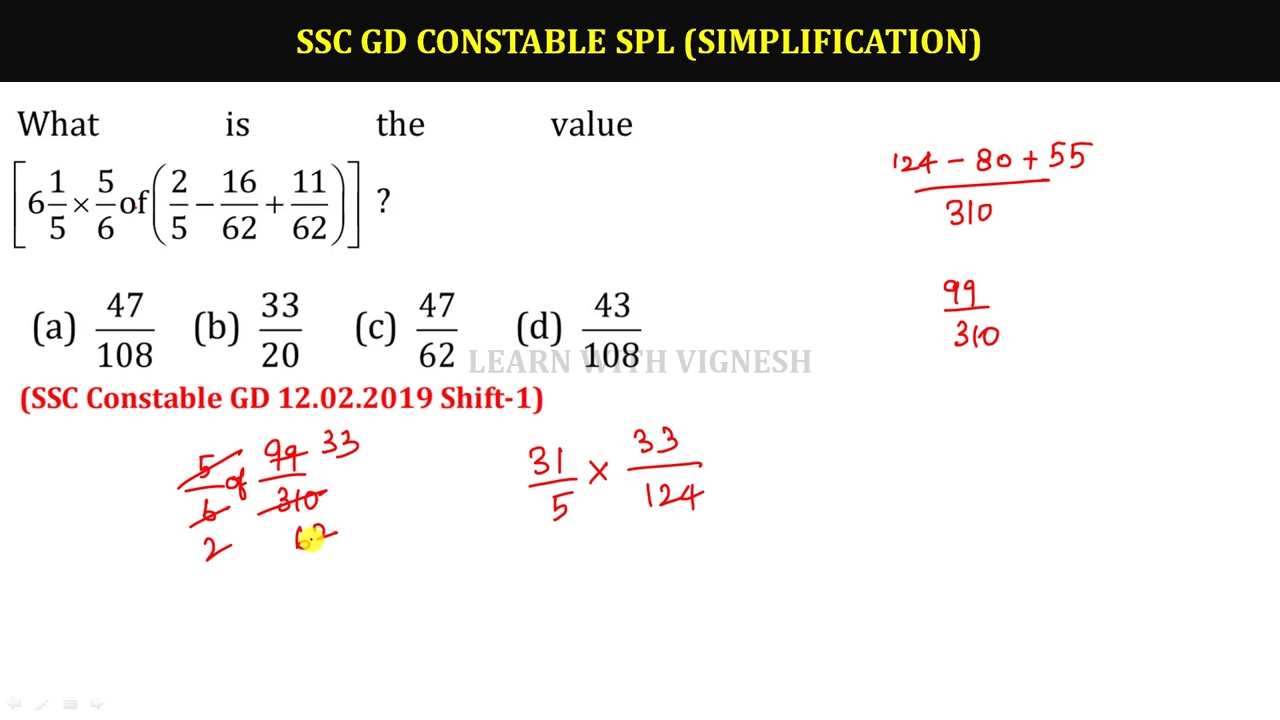 SSC GD CONSTABLE SPL (SIMPLIFICATION)
What is the value
[6 1/5 × 5/6 of (2/5 − 16/62 + 11/62)] ?
(a) 47/108 (b) 33/20 (c) 47/62 (d) 43/108
LEARN WITH VIGNESH
(SSC Constable GD 12.02.2019 Shift-1)
124 − 80 + 55
310
99
310
5/6 of 99/310 33
2 62
31/5 × 33/124